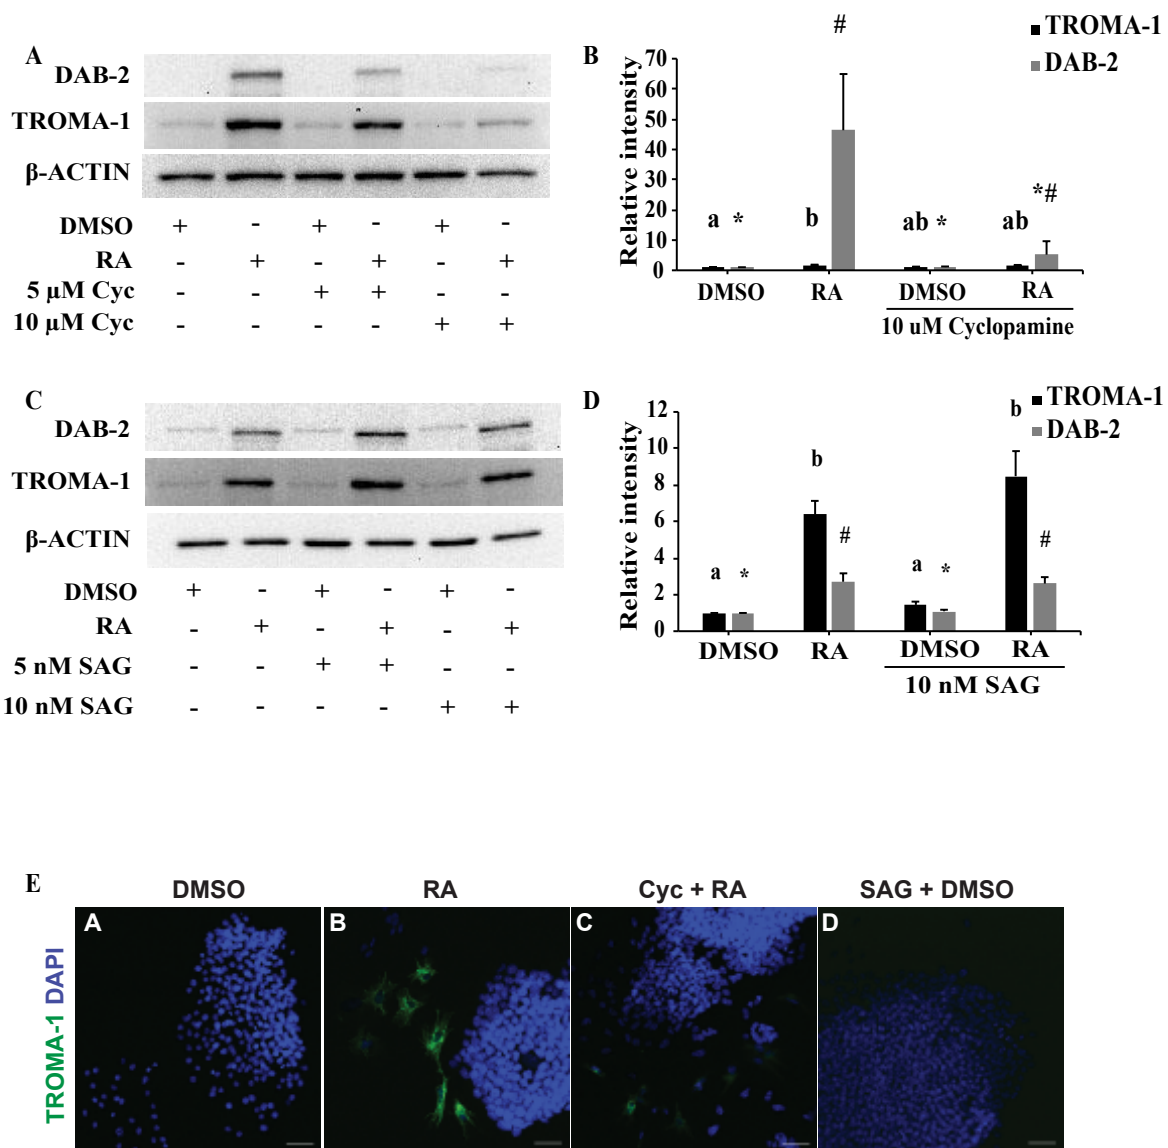 A
DAB-2
TROMA-1
β-ACTIN
DMSO + - + - + -
RA - + - + - +
5 µM Cyc - - + + - -
10 µM Cyc - - - - + +
B
TROMA-1
DAB-2
Relative intensity
70
60
50
40
30
20
10
0
a * b # ab * ab *#
DMSO RA DMSO RA
10 uM Cyclopamine
C
DAB-2
TROMA-1
β-ACTIN
DMSO + - + - + -
RA - + - + - +
5 nM SAG - - + + - -
10 nM SAG - - - - + +
D
TROMA-1
DAB-2
Relative intensity
12
10
8
6
4
2
0
a * b # a * b #
DMSO RA DMSO RA
10 nM SAG
E
DMSO RA Cyc + RA SAG + DMSO
TROMA-1 DAPI
A B C D